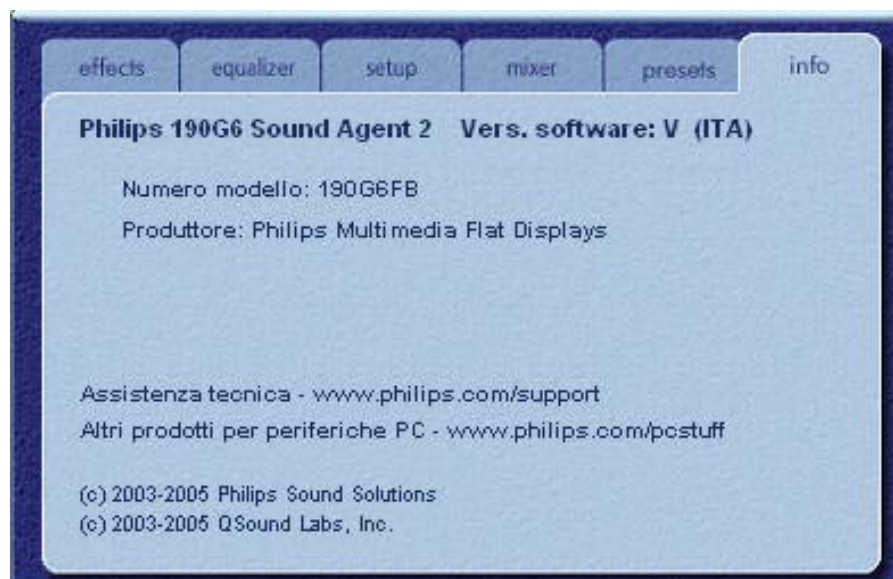 effects equalizer setup mixer presets info
Philips 190G6 Sound Agent 2 Vers. software: V (ITA)
Numero modello: 190G6FB
Produttore: Philips Multimedia Flat Displays
Assistenza tecnica - www.philips.com/support
Altri prodotti per periferiche PC - www.philips.com/pcstuff
(c) 2003-2005 Philips Sound Solutions
(c) 2003-2005 QSound Labs, Inc.